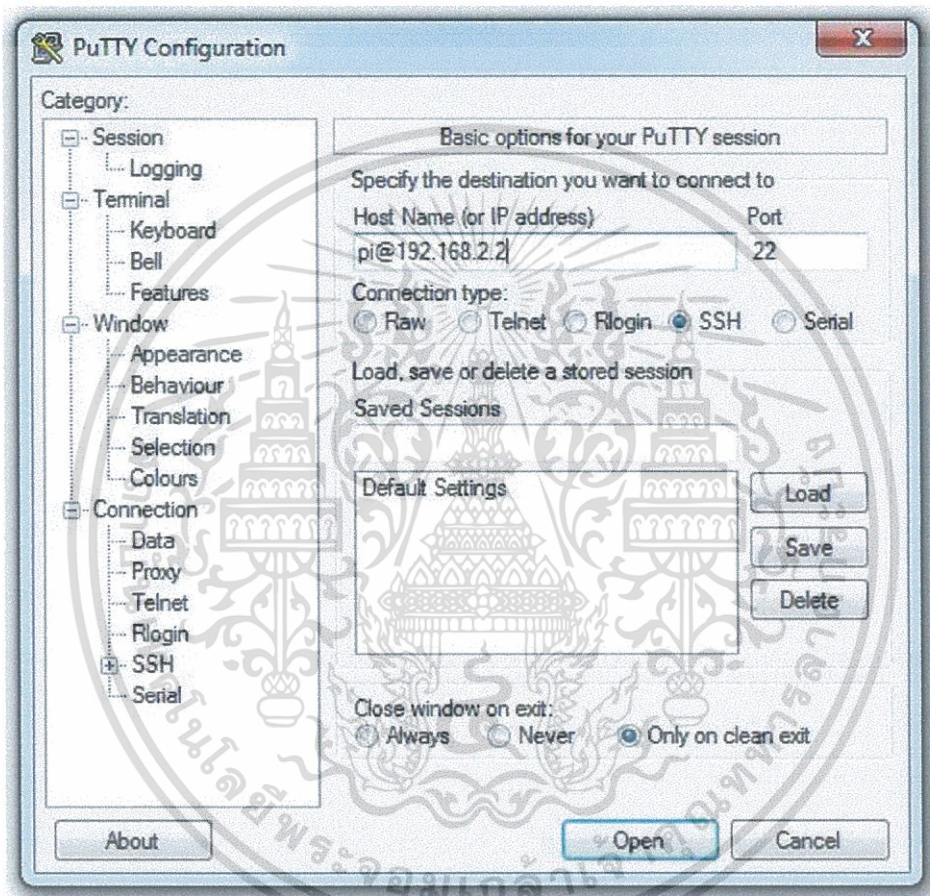 PuTTY Configuration
Category:
Session
Logging
Terminal
Keyboard
Bell
Features
Window
Appearance
Behaviour
Translation
Selection
Colours
Connection
Data
Proxy
Telnet
Rlogin
SSH
Serial
Basic options for your PuTTY session
Specify the destination you want to connect to
Host Name (or IP address) Port
pi@192.168.2.2 22
Connection type:
Raw Telnet Rlogin SSH Serial
Load, save or delete a stored session
Saved Sessions
Default Settings
Load
Save
Delete
Close window on exit:
Always Never Only on clean exit
About Open Cancel